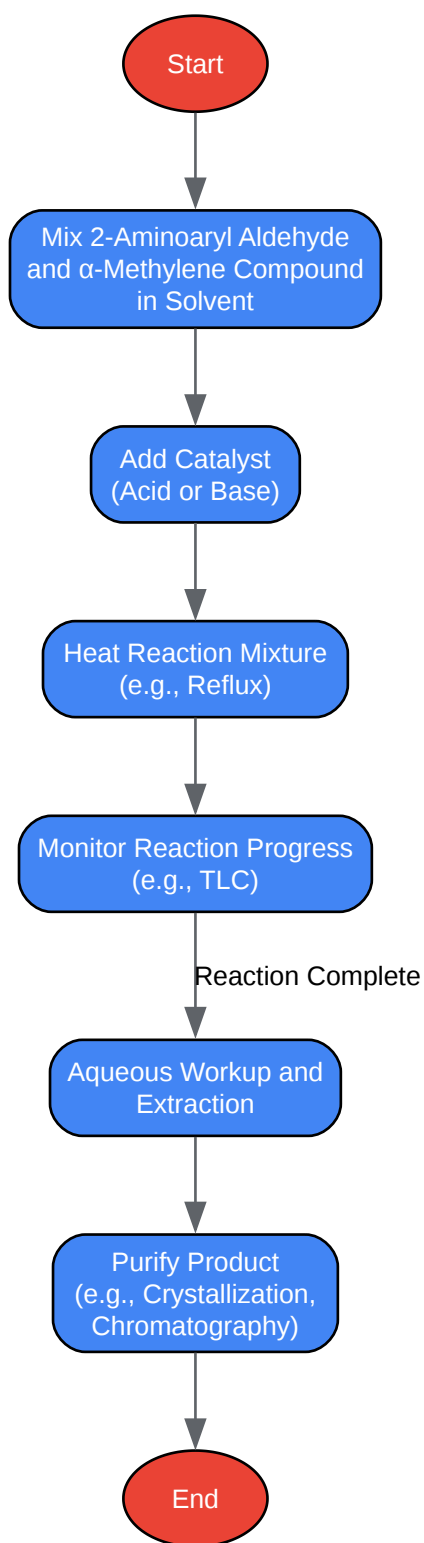 Start
Mix 2-Aminoaryl Aldehyde
and α-Methylene Compound
in Solvent
Add Catalyst
(Acid or Base)
Heat Reaction Mixture
(e.g., Reflux)
Monitor Reaction Progress
(e.g., TLC)
Reaction Complete
Aqueous Workup and
Extraction
Purify Product
(e.g., Crystallization,
Chromatography)
End